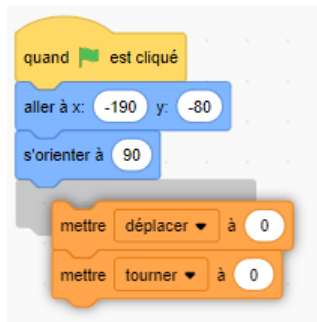 quand est cliqué
aller à x: -190 y: -80
s'orienter à 90
mettre déplacer à 0
mettre tourner à 0